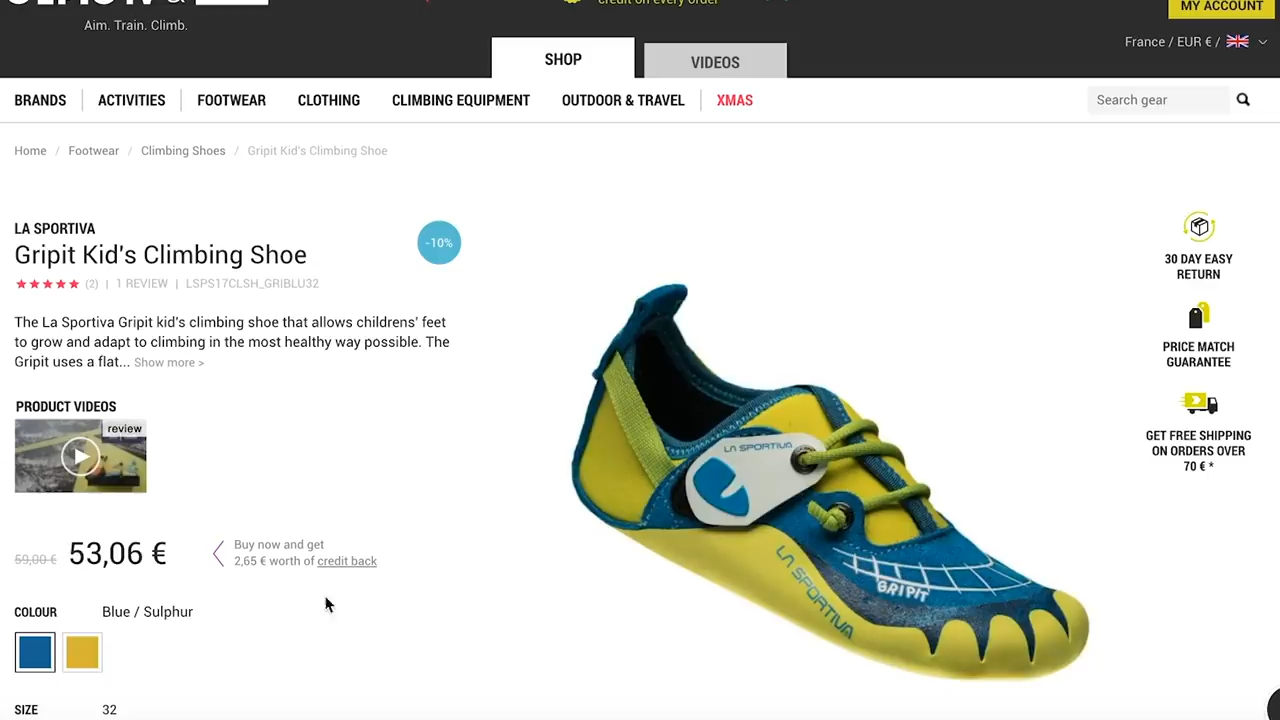 MY ACCOUNT
credit on every order
Aim. Train. Climb.
France / EUR € /
SHOP
VIDEOS
BRANDS
ACTIVITIES
FOOTWEAR
CLOTHING
CLIMBING EQUIPMENT
OUTDOOR & TRAVEL
XMAS
Search gear
Home / Footwear / Climbing Shoes / Gripit Kid's Climbing Shoe
LA SPORTIVA
Gripit Kid's Climbing Shoe
-10%
(2) | 1 REVIEW | LSPS17CLSH_GRIBLU32
The La Sportiva Gripit kid's climbing shoe that allows childrens' feet
to grow and adapt to climbing in the most healthy way possible. The
Gripit uses a flat... Show more >
PRODUCT VIDEOS
review
59,00 € 53,06 €
Buy now and get
2,65 € worth of credit back
COLOUR Blue / Sulphur
SIZE 32
LA SPORTIVA
LA SPORTIVA
GRIPIT
30 DAY EASY
RETURN
PRICE MATCH
GUARANTEE
GET FREE SHIPPING
ON ORDERS OVER
70 € *